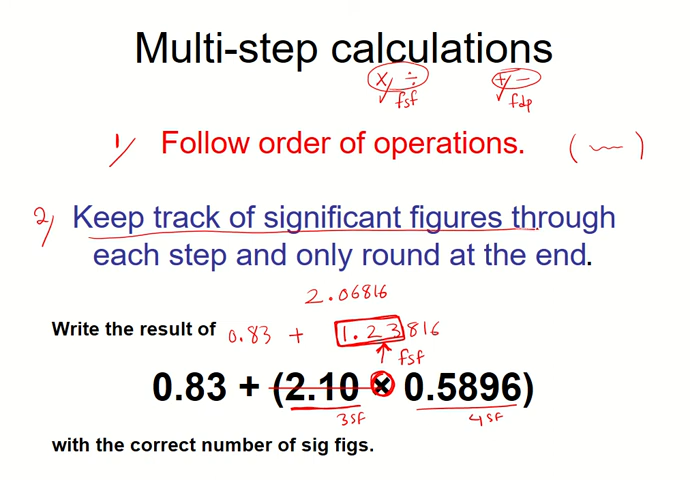 Multi-step calculations
× ÷ + −
fsf fdp
1/ Follow order of operations. ( )
2/ Keep track of significant figures through
each step and only round at the end.
2.06816
Write the result of 0.83 + 1.23816
fsf
0.83 + (2.10 × 0.5896)
3SF 4SF
with the correct number of sig figs.